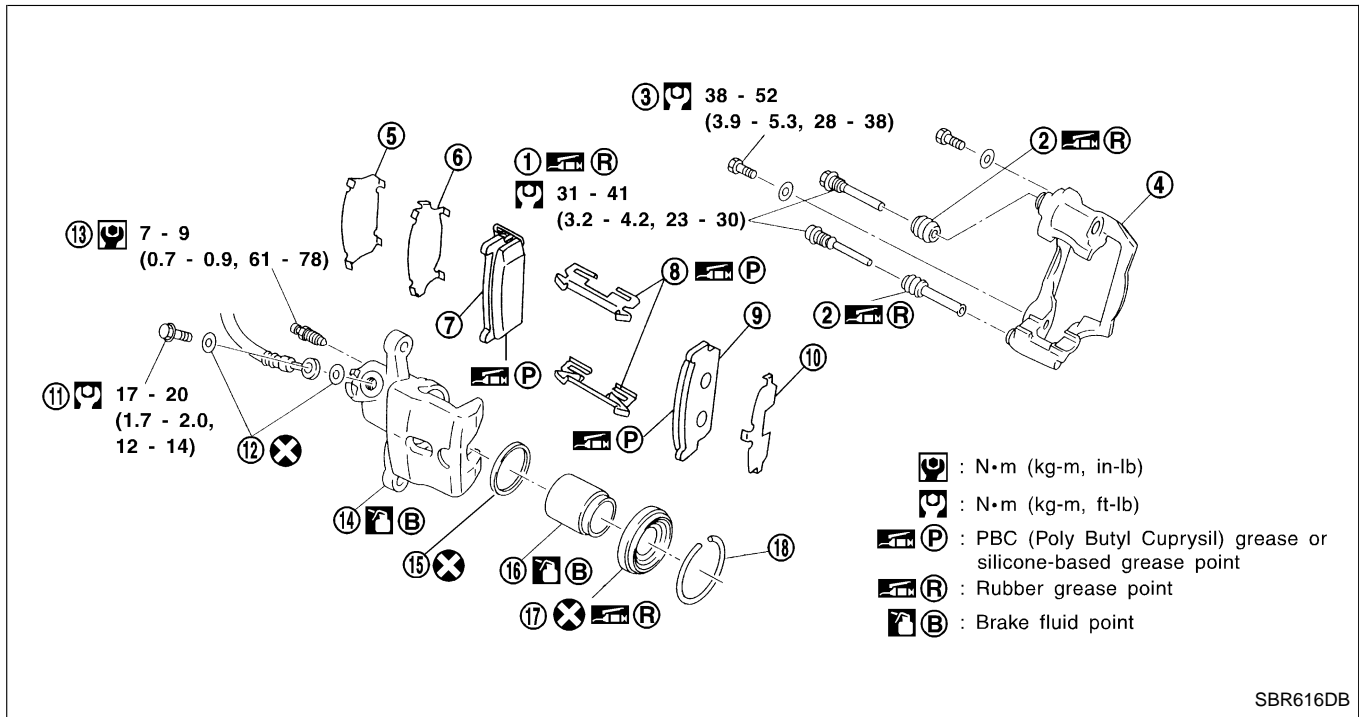 ③ 38 - 52
(3.9 - 5.3, 28 - 38)
② R
④
⑤
⑥
① R
31 - 41
(3.2 - 4.2, 23 - 30)
⑬ 7 - 9
(0.7 - 0.9, 61 - 78)
⑧ P
⑦
② R
⑨
⑩
P
⑪ 17 - 20
(1.7 - 2.0,
12 - 14)
⑫
P
⑭ B
⑮
⑯ B
⑰ R
⑱
: N•m (kg-m, in-lb)
: N•m (kg-m, ft-lb)
P : PBC (Poly Butyl Cuprysil) grease or
silicone-based grease point
R : Rubber grease point
B : Brake fluid point
SBR616DB